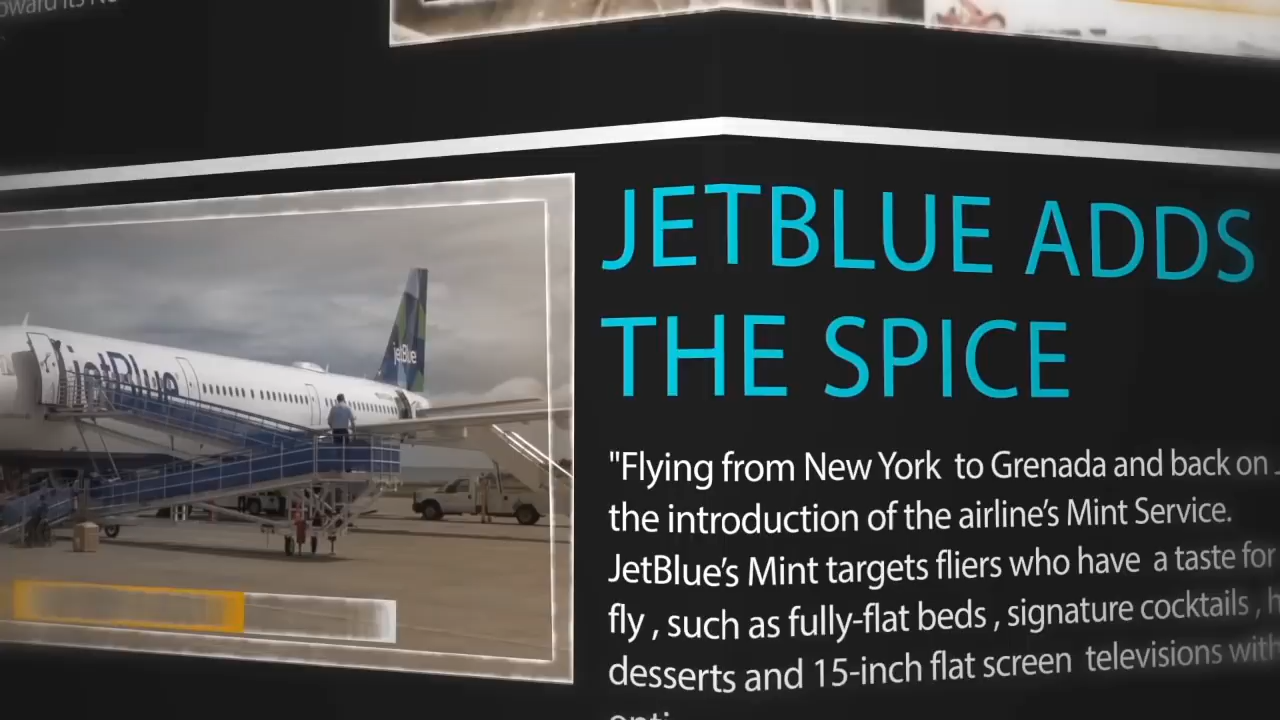 oward its
JETBLUE ADDS
THE SPICE
"Flying from New York to Grenada and back on
the introduction of the airline's Mint Service.
JetBlue's Mint targets fliers who have a taste for
fly , such as fully-flat beds , signature cocktails ,
desserts and 15-inch flat screen televisions with
jetBlue
jetBlue